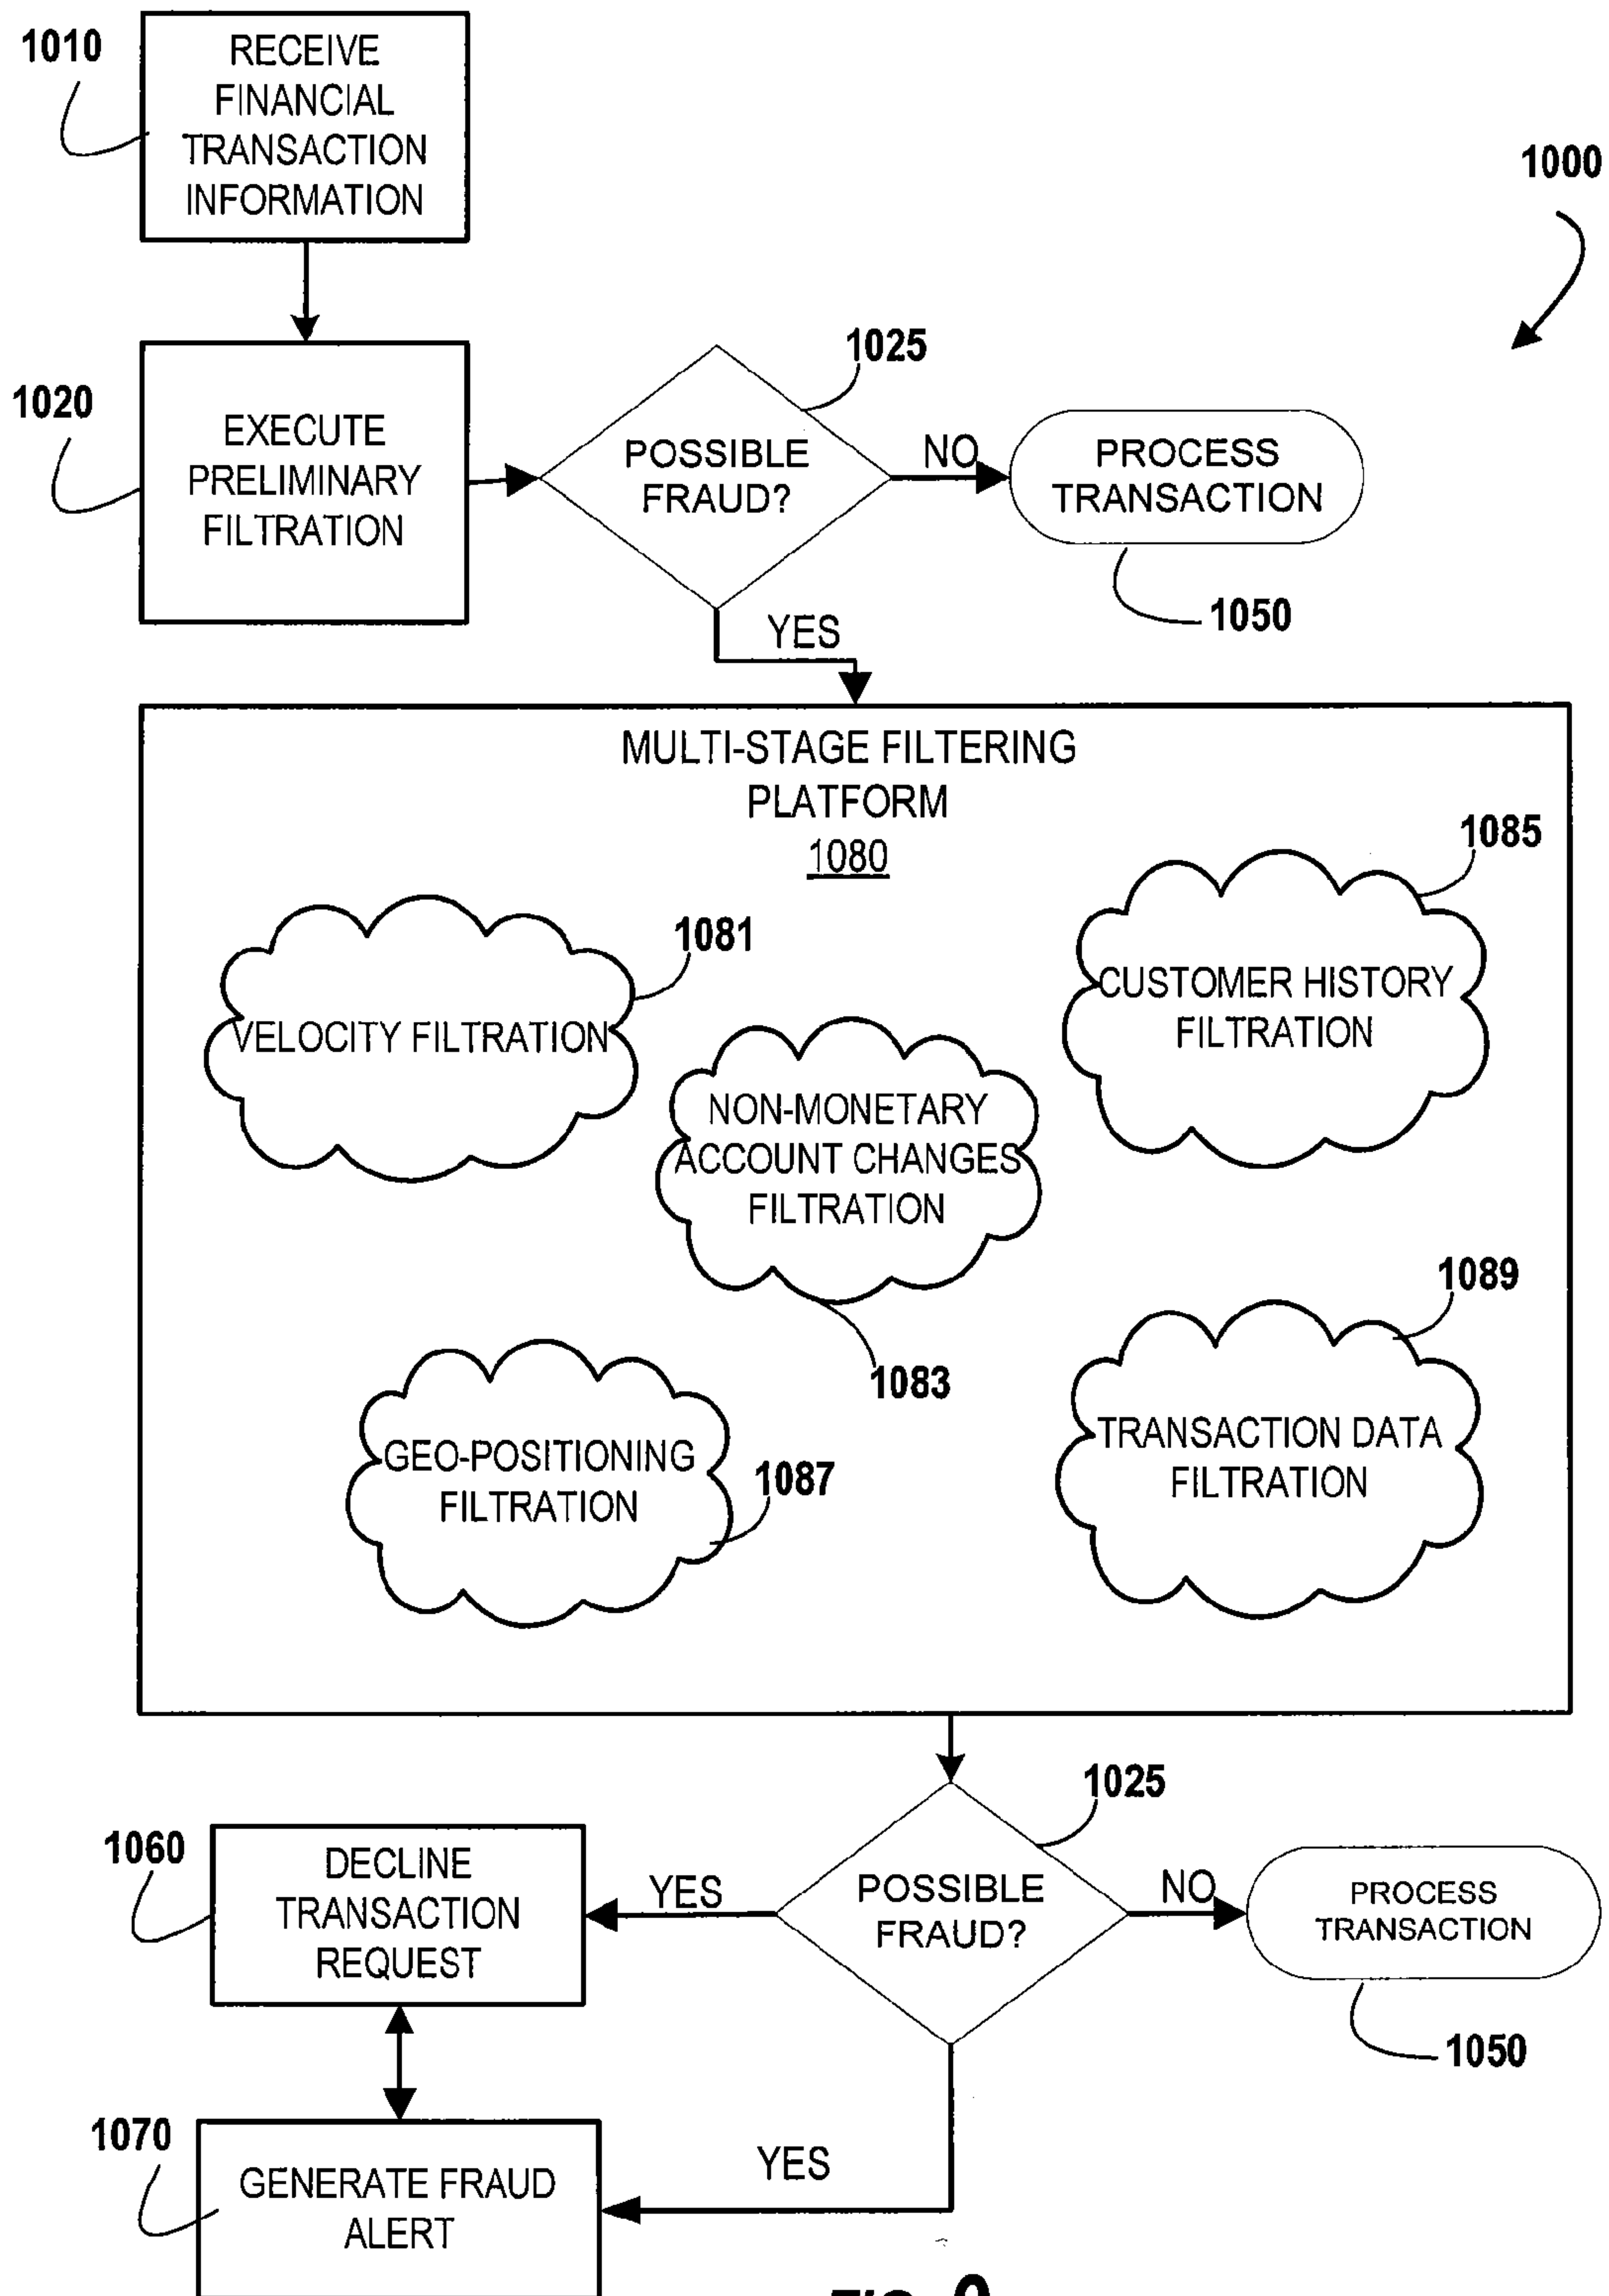 1010
RECEIVE
FINANCIAL
TRANSACTION
INFORMATION
1000
1020
EXECUTE
PRELIMINARY
FILTRATION
1025
POSSIBLE
FRAUD?
NO
PROCESS
TRANSACTION
1050
YES
MULTI-STAGE FILTERING
PLATFORM
1080
1081
VELOCITY FILTRATION
1085
CUSTOMER HISTORY
FILTRATION
NON-MONETARY
ACCOUNT CHANGES
FILTRATION
1083
GEO-POSITIONING
FILTRATION
1087
1089
TRANSACTION DATA
FILTRATION
1025
POSSIBLE
FRAUD?
NO
PROCESS
TRANSACTION
1050
YES
1060
DECLINE
TRANSACTION
REQUEST
YES
1070
GENERATE FRAUD
ALERT